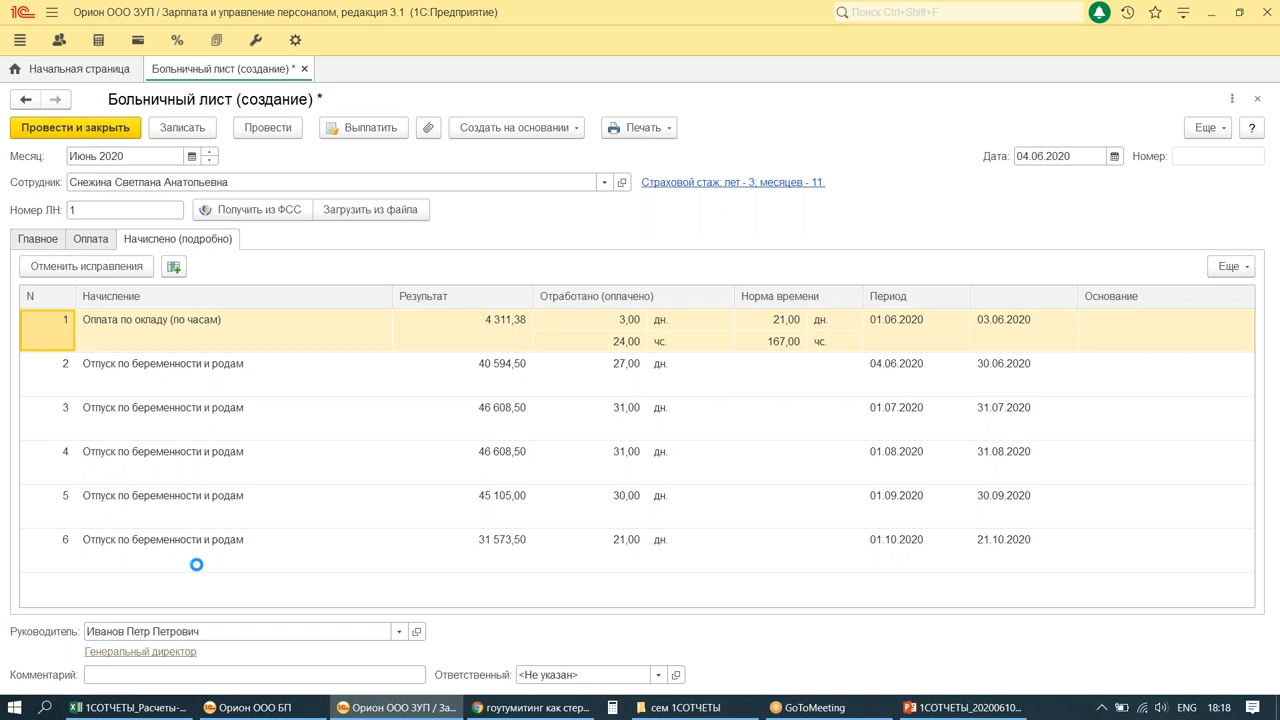 Орион ООО ЗУП / Зарплата и управление персоналом, редакция 3.1 (1С:Предприятие)
Поиск Ctrl+Shift+F
Начальная страница
Больничный лист (создание) * ×
Больничный лист (создание) *
Провести и закрыть Записать Провести Выплатить Создать на основании Печать Еще ?
Месяц: Июнь 2020 Дата: 04.06.2020 Номер:
Сотрудник: Снежина Светлана Анатольевна Страховой стаж: лет - 3; месяцев - 11.
Номер ЛН: 1 Получить из ФСС Загрузить из файла
Главное Оплата Начислено (подробно)
Отменить исправления Еще
N Начисление Результат Отработано (оплачено) Норма времени Период Основание
1 Оплата по окладу (по часам) 4 311,38 3,00 дн. 21,00 дн. 01.06.2020 03.06.2020
24,00 чс. 167,00 чс.
2 Отпуск по беременности и родам 40 594,50 27,00 дн. 04.06.2020 30.06.2020
3 Отпуск по беременности и родам 46 608,50 31,00 дн. 01.07.2020 31.07.2020
4 Отпуск по беременности и родам 46 608,50 31,00 дн. 01.08.2020 31.08.2020
5 Отпуск по беременности и родам 45 105,00 30,00 дн. 01.09.2020 30.09.2020
6 Отпуск по беременности и родам 31 573,50 21,00 дн. 01.10.2020 21.10.2020
Руководитель: Иванов Петр Петрович
Генеральный директор
Комментарий: Ответственный: <Не указан>
1СОТЧЕТЫ_Расчеты-... Орион ООО БП Орион ООО ЗУП / За... гоутумитинг как стер... сем 1СОТЧЕТЫ GoToMeeting 1СОТЧЕТЫ_20200610... ENG 18:18